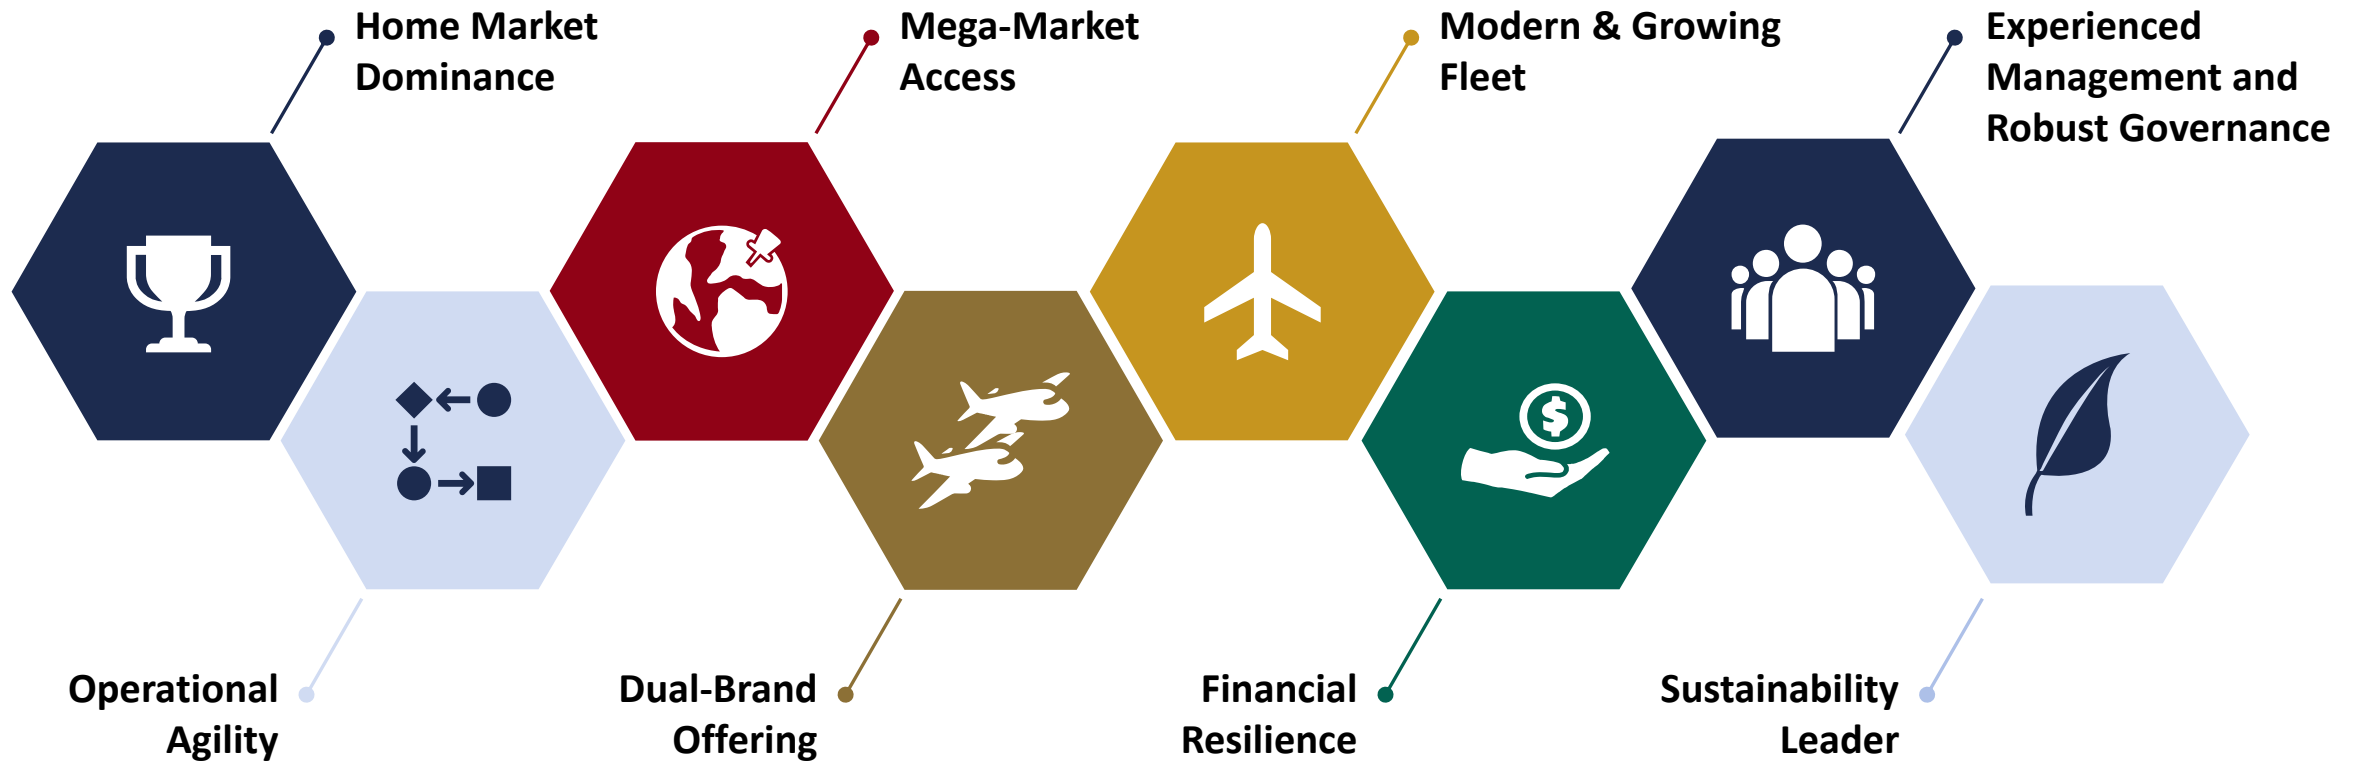 Home Market
Dominance
Mega-Market
Access
Modern & Growing
Fleet
Experienced
Management and
Robust Governance
$
Operational
Agility
Dual-Brand
Offering
Financial
Resilience
Sustainability
Leader